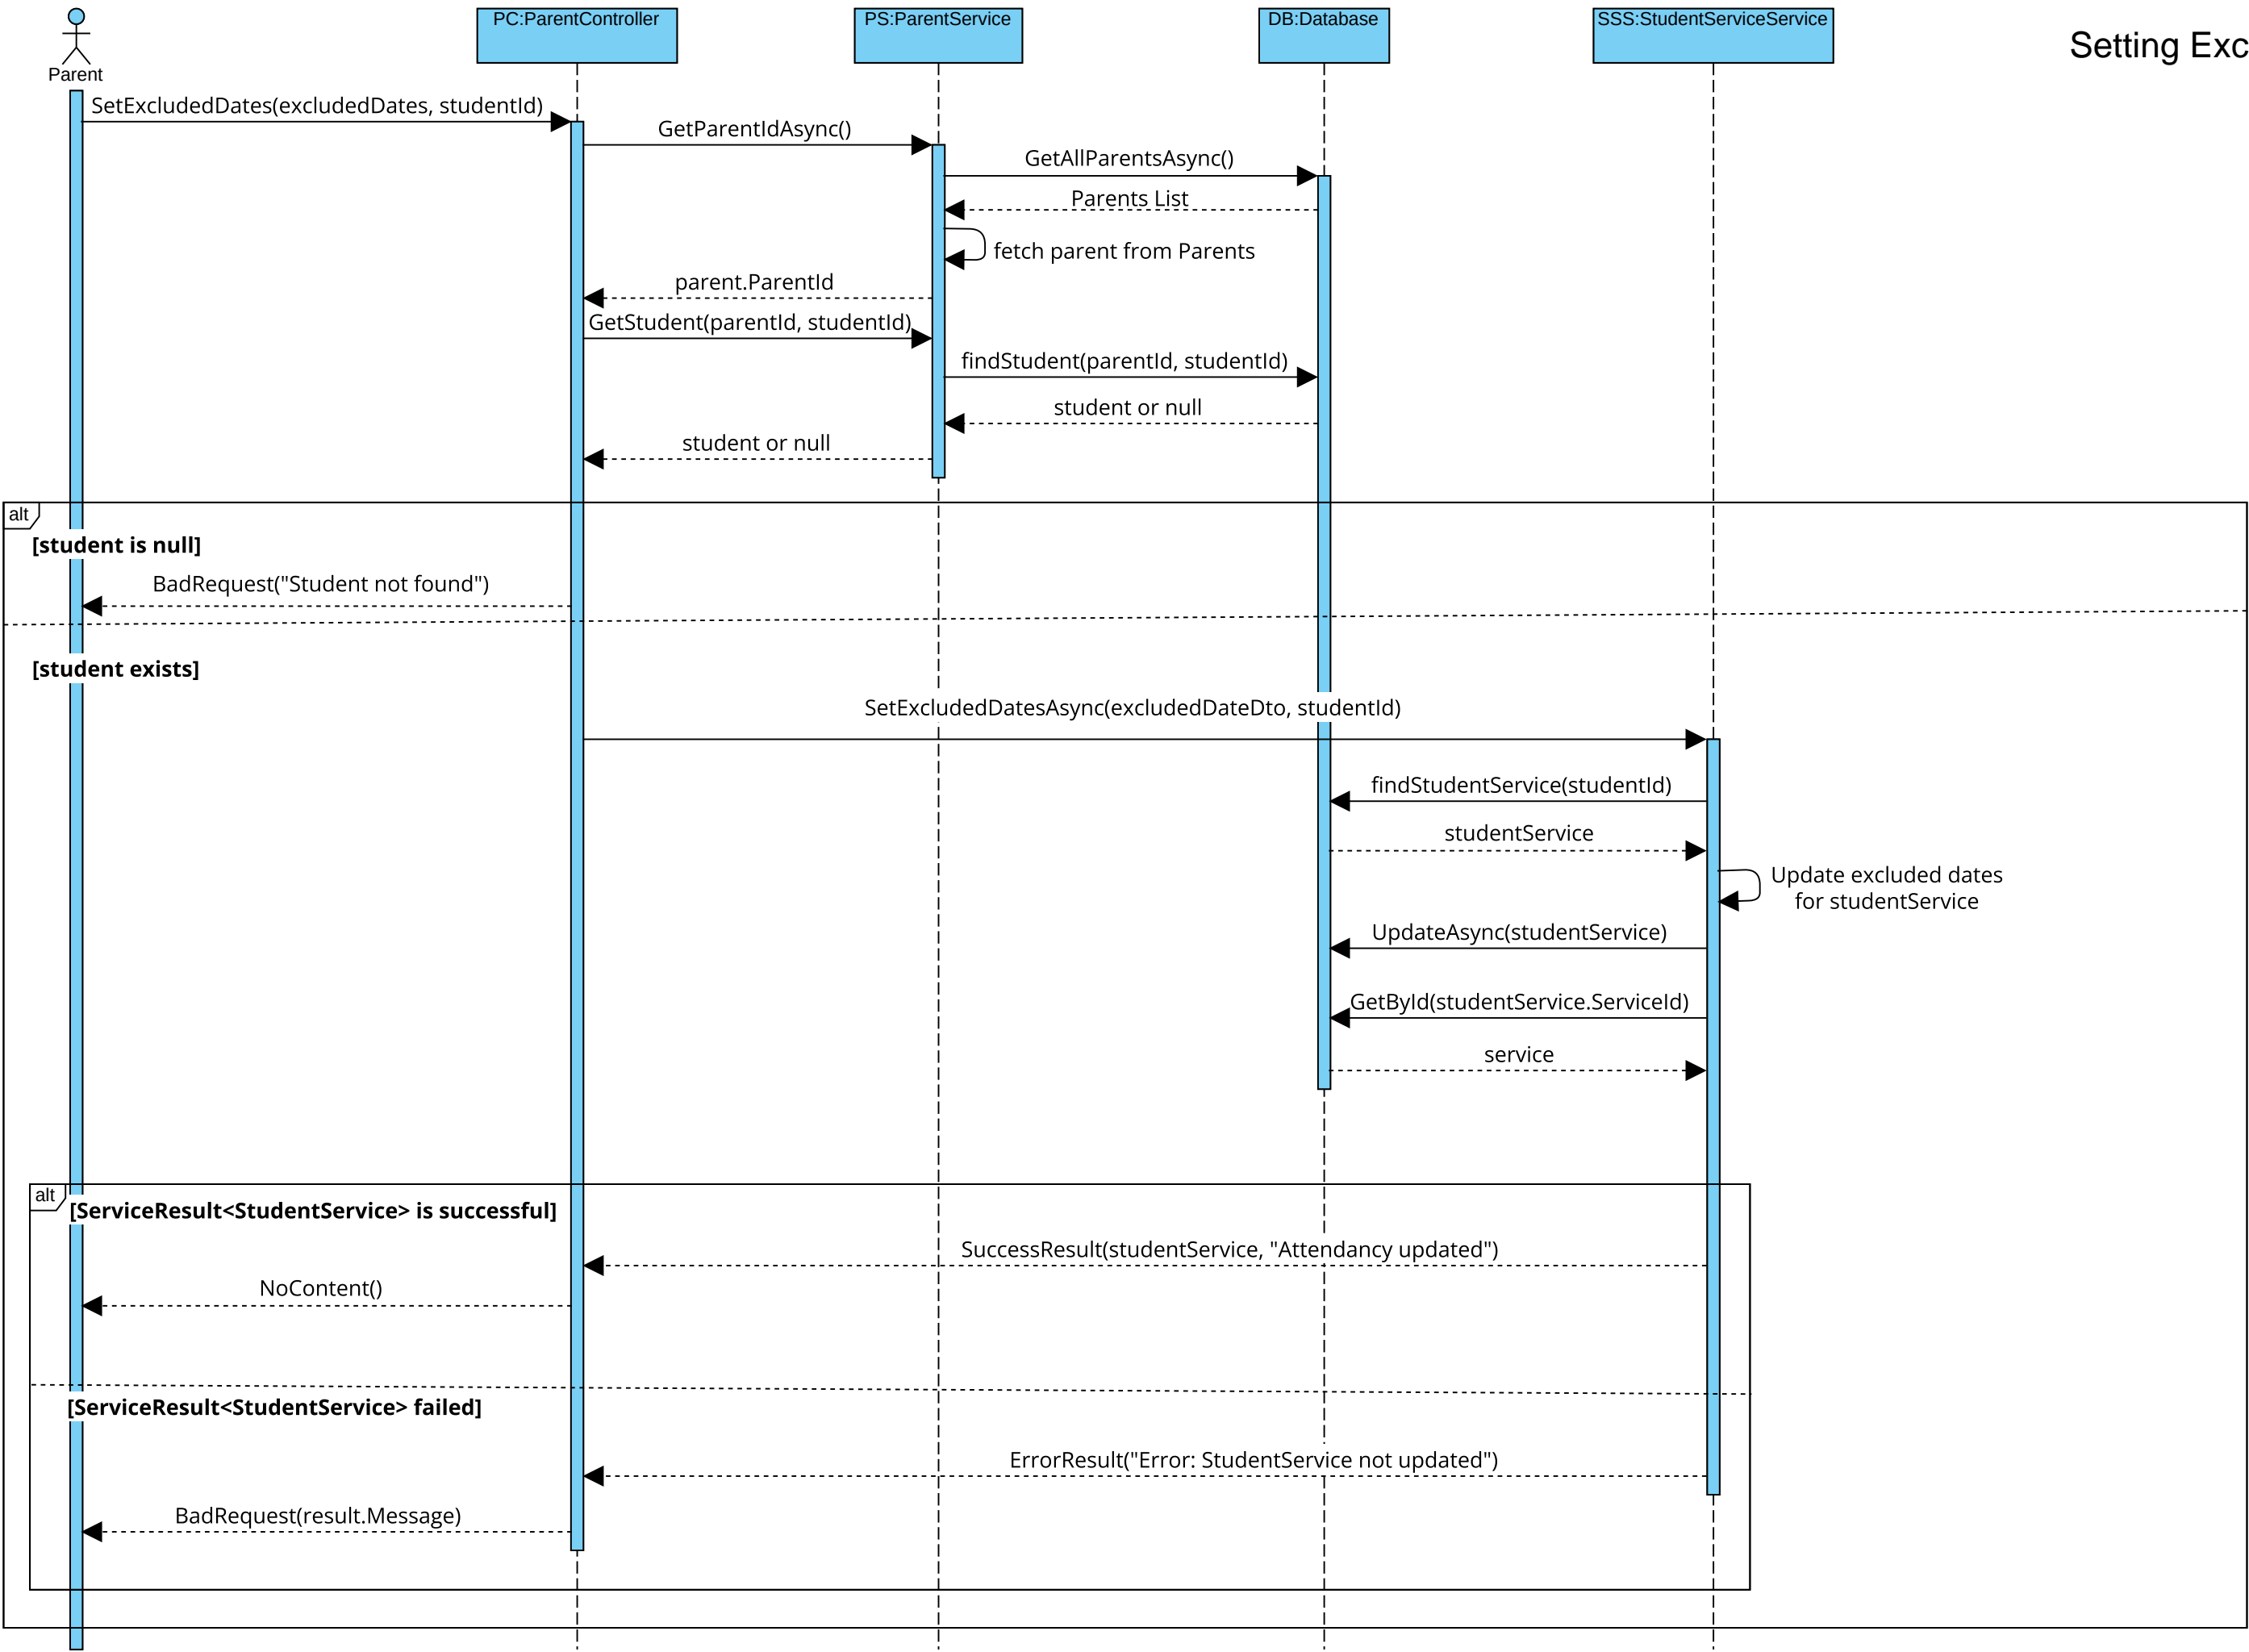 PC:ParentController
PS:ParentService
DB:Database
SSS:StudentServiceService
Setting Exc
Parent
SetExcludedDates(excludedDates, studentId)
GetParentIdAsync()
GetAllParentsAsync()
Parents List
fetch parent from Parents
parent.ParentId
GetStudent(parentId, studentId)
findStudent(parentId, studentId)
student or null
student or null
alt
[student is null]
BadRequest("Student not found")
[student exists]
SetExcludedDatesAsync(excludedDateDto, studentId)
findStudentService(studentId)
studentService
Update excluded dates
for studentService
UpdateAsync(studentService)
GetById(studentService.ServiceId)
service
alt
[ServiceResult<StudentService> is successful]
SuccessResult(studentService, "Attendancy updated")
NoContent()
[ServiceResult<StudentService> failed]
ErrorResult("Error: StudentService not updated")
BadRequest(result.Message)